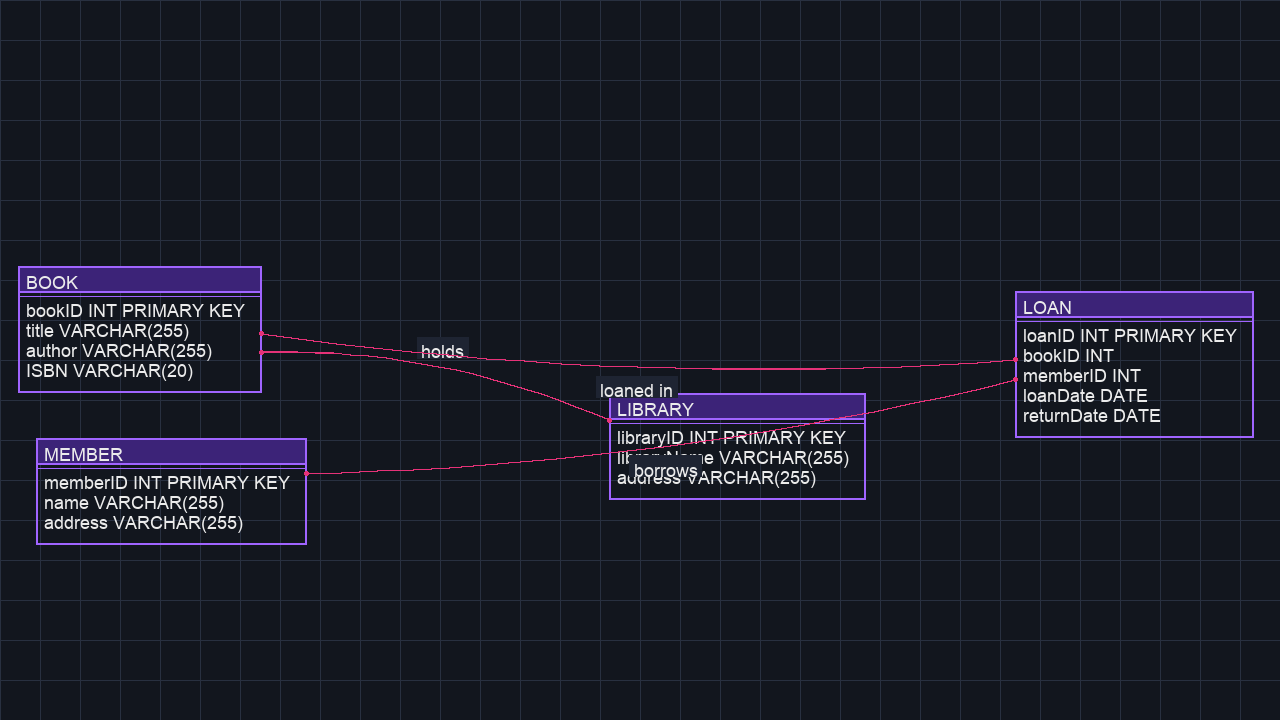 BOOK
bookID INT PRIMARY KEY
title VARCHAR(255)
author VARCHAR(255)
ISBN VARCHAR(20)
MEMBER
memberID INT PRIMARY KEY
name VARCHAR(255)
address VARCHAR(255)
holds
loaned in
LIBRARY
libraryID INT PRIMARY KEY
libraryName VARCHAR(255)
address VARCHAR(255)
borrows
LOAN
loanID INT PRIMARY KEY
bookID INT
memberID INT
loanDate DATE
returnDate DATE